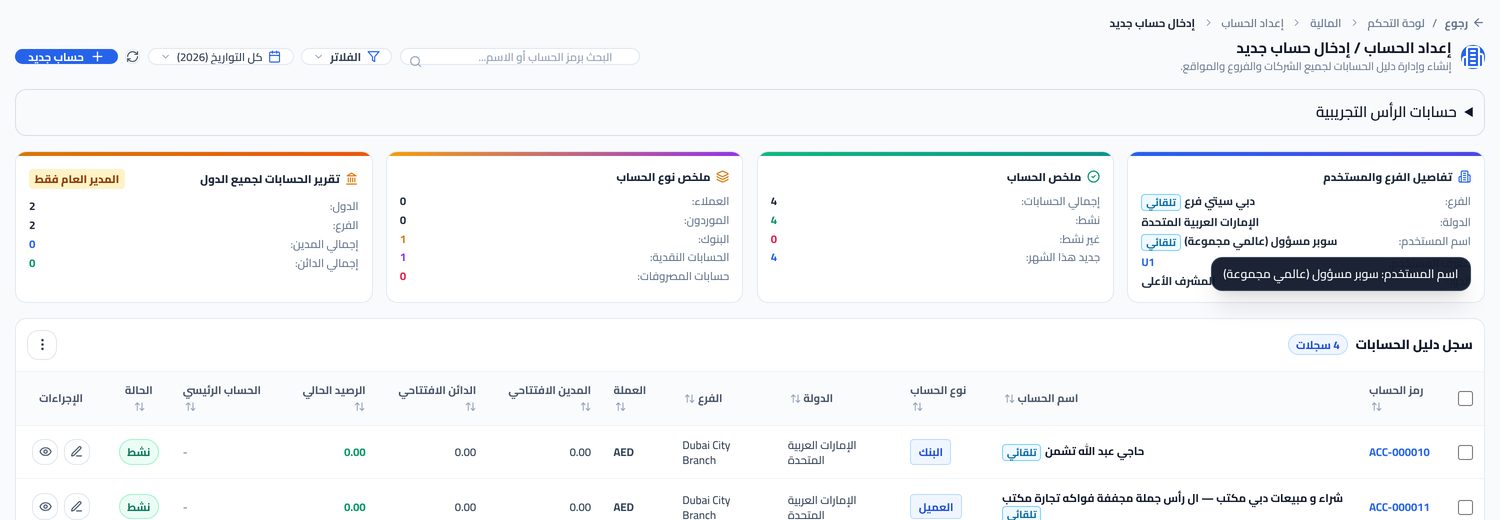 رجوع / لوحة التحكم > المالية > إعداد الحساب > إدخال حساب جديد
إعداد الحساب / إدخال حساب جديد
إنشاء وإدارة دليل الحسابات لجميع الشركات والفروع والمواقع.
البحث برمز الحساب أو الاسم...
الفلاتر
كل التواريخ (2026)
+ حساب جديد
حسابات الرأس التجريبية
تفاصيل الفرع والمستخدم
الفرع: دبي سيتي فرع تلقائي
الدولة: الإمارات العربية المتحدة
اسم المستخدم: سوبر مسؤول (عالمي مجموعة) تلقائي
U1
اسم المستخدم: سوبر مسؤول (عالمي مجموعة)
المشرف الأعلى
ملخص الحساب
إجمالي الحسابات: 4
نشط: 4
غير نشط: 0
جديد هذا الشهر: 4
ملخص نوع الحساب
العملاء: 0
الموردون: 0
البنوك: 1
الحسابات النقدية: 1
حسابات المصروفات: 0
تقرير الحسابات لجميع الدول المدير العام فقط
الدول: 2
الفرع: 2
إجمالي المدين: 0
إجمالي الدائن: 0
سجل دليل الحسابات 4 سجلات
رمز الحساب اسم الحساب نوع الحساب الدولة الفرع العملة المدين الافتتاحي الدائن الافتتاحي الرصيد الحالي الحساب الرئيسي الحالة الإجراءات
ACC-000010 حاجي عبد الله تشمن تلقائي البنك الإمارات العربية المتحدة Dubai City Branch AED 0.00 0.00 0.00 - نشط
ACC-000011 شراء و مبيعات دبي مكتب — ال رأس جملة مجففة فواكه تجارة مكتب تلقائي العميل الإمارات العربية المتحدة Dubai City Branch AED 0.00 0.00 0.00 - نشط